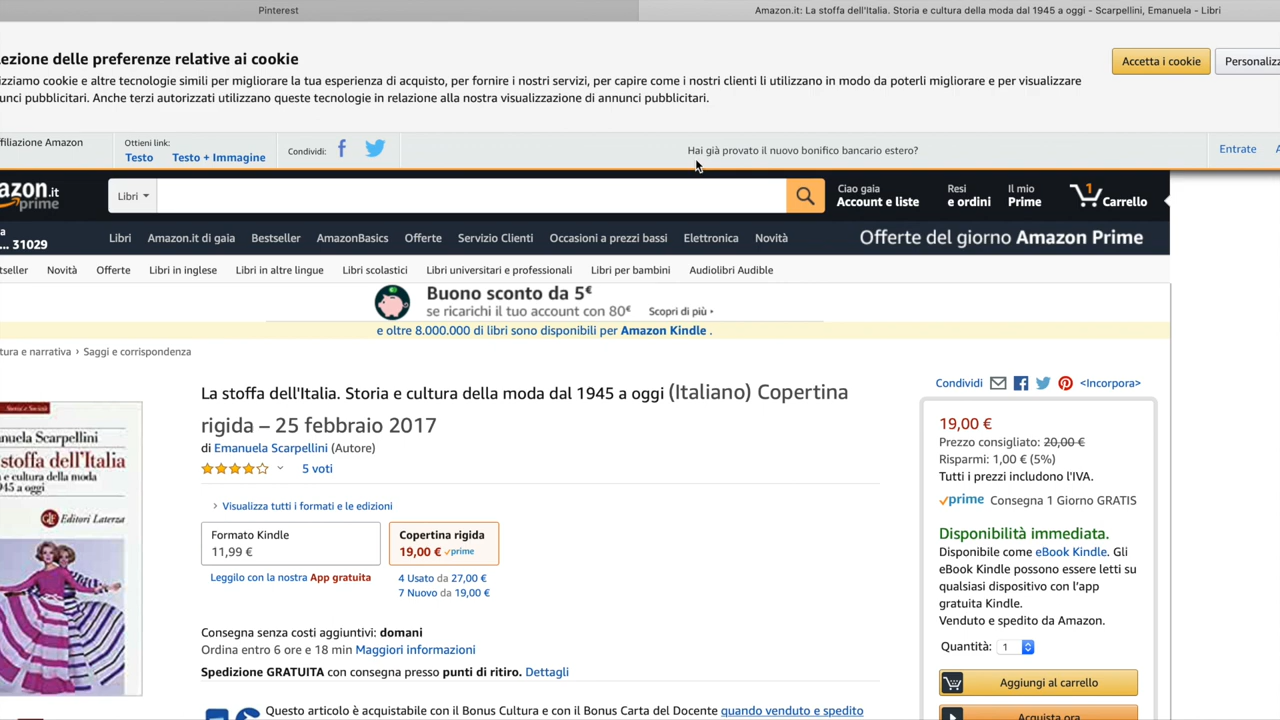 Pinterest
Amazon.it: La stoffa dell'Italia. Storia e cultura della moda dal 1945 a oggi - Scarpellini, Emanuela - Libri
lezione delle preferenze relative ai cookie
izziamo cookie e altre tecnologie simili per migliorare la tua esperienza di acquisto, per fornire i nostri servizi, per capire come i nostri clienti li utilizzano in modo da poterli migliorare e per visualizzare
unci pubblicitari. Anche terzi autorizzati utilizzano queste tecnologie in relazione alla nostra visualizzazione di annunci pubblicitari.
Accetta i cookie
Personalizz
ffiliazione Amazon
Ottieni link:
Testo
Testo + Immagine
Condividi:
Hai già provato il nuovo bonifico bancario estero?
Entrate
azon.it
prime
Libri
Ciao gaia
Account e liste
Resi
e ordini
Il mio
Prime
1
Carrello
a
... 31029
Libri
Amazon.it di gaia
Bestseller
AmazonBasics
Offerte
Servizio Clienti
Occasioni a prezzi bassi
Elettronica
Novità
Offerte del giorno Amazon Prime
tseller
Novità
Offerte
Libri in inglese
Libri in altre lingue
Libri scolastici
Libri universitari e professionali
Libri per bambini
Audiolibri Audible
Buono sconto da 5€
se ricarichi il tuo account con 80€
Scopri di più ›
e oltre 8.000.000 di libri sono disponibili per Amazon Kindle .
tura e narrativa › Saggi e corrispondenza
nuela Scarpellini
stoffa dell'Italia
a e cultura della moda
945 a oggi
Editori Laterza
La stoffa dell'Italia. Storia e cultura della moda dal 1945 a oggi (Italiano) Copertina
rigida – 25 febbraio 2017
di Emanuela Scarpellini (Autore)
5 voti
› Visualizza tutti i formati e le edizioni
Formato Kindle
11,99 €
Copertina rigida
19,00 € prime
Leggilo con la nostra App gratuita
4 Usato da 27,00 €
7 Nuovo da 19,00 €
Consegna senza costi aggiuntivi: domani
Ordina entro 6 ore e 18 min Maggiori informazioni
Spedizione GRATUITA con consegna presso punti di ritiro. Dettagli
Questo articolo è acquistabile con il Bonus Cultura e con il Bonus Carta del Docente quando venduto e spedito
Condividi
<Incorpora>
19,00 €
Prezzo consigliato: 20,00 €
Risparmi: 1,00 € (5%)
Tutti i prezzi includono l'IVA.
prime Consegna 1 Giorno GRATIS
Disponibilità immediata.
Disponibile come eBook Kindle. Gli
eBook Kindle possono essere letti su
qualsiasi dispositivo con l'app
gratuita Kindle.
Venduto e spedito da Amazon.
Quantità: 1
Aggiungi al carrello
Acquista ora